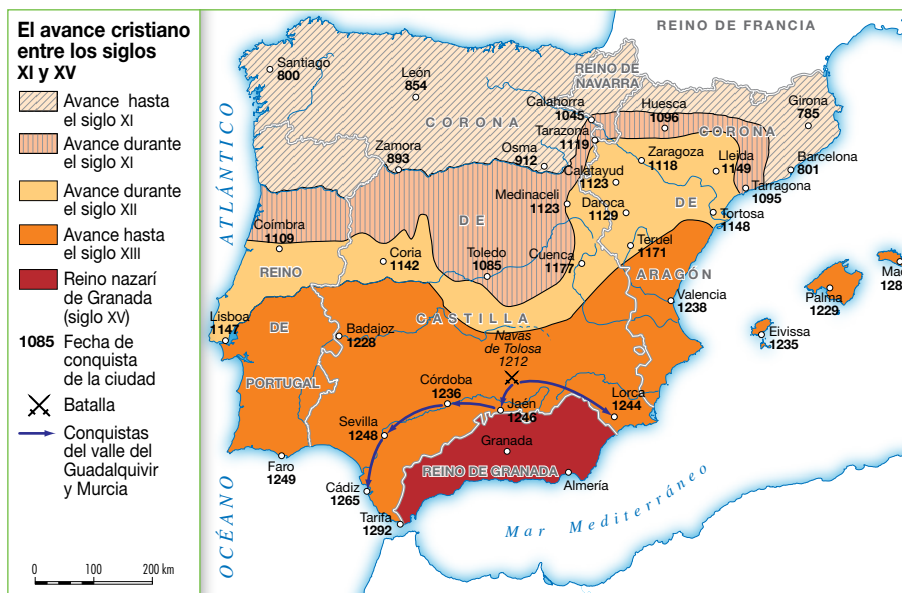 El avance cristiano
entre los siglos
XI y XV
Avance hasta
el siglo XI
Avance durante
el siglo XI
Avance durante
el siglo XII
Avance hasta
el siglo XIII
Reino nazarí
de Granada
(siglo XV)
1085 Fecha de
conquista
de la ciudad
Batalla
Conquistas
del valle del
Guadalquivir
y Murcia
0 100 200 km
OCÉANO ATLÁNTICO
Mar Mediterráneo
REINO DE FRANCIA
REINO DE
NAVARRA
CORONA
DE
CASTILLA
CORONA
DE
ARAGÓN
REINO
DE
PORTUGAL
REINO DE GRANADA
Santiago
800
León
854
Calahorra
1045
Huesca
1096
Girona
785
Tarazona
1119
Zamora
893
Osma
912
Zaragoza
1118
Lleida
1149
Barcelona
801
Calatayud
1123
Medinaceli
1123
Tarragona
1095
Daroca
1129
Tortosa
1148
Coímbra
1109
Coria
1142
Toledo
1085
Cuenca
1177
Teruel
1171
Valencia
1238
Palma
1229
Mad
128
Eivissa
1235
Lisboa
1147
Badajoz
1228
Navas
de Tolosa
1212
Córdoba
1236
Jaén
1246
Lorca
1244
Sevilla
1248
Granada
Almería
Faro
1249
Cádiz
1265
Tarifa
1292